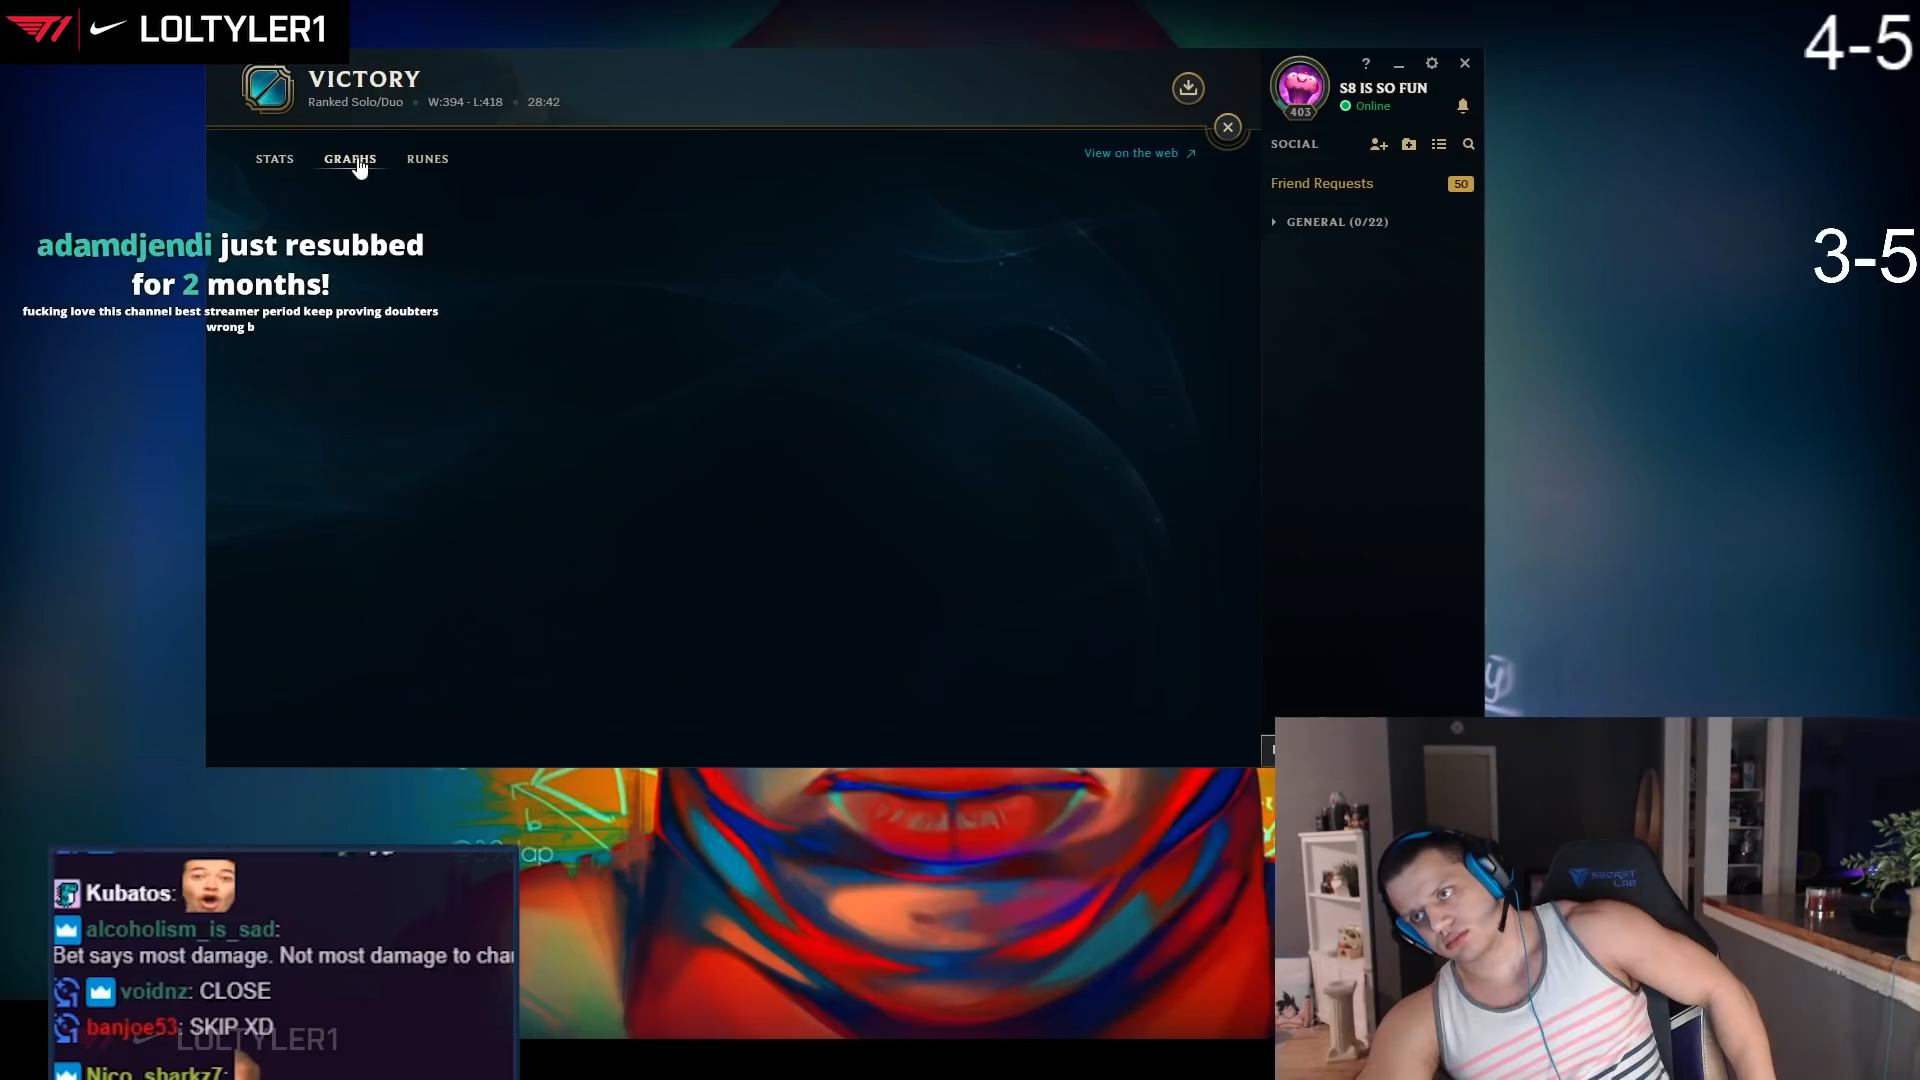 LOLTYLER1
4-5
VICTORY
Ranked Solo/Duo • W:394 - L:418 • 28:42
?
403
S8 IS SO FUN
Online
SOCIAL
STATS
GRAPHS
RUNES
View on the web
Friend Requests
50
GENERAL (0/22)
adamdjendi just resubbed
for 2 months!
fucking love this channel best streamer period keep proving doubters
wrong b
3-5
Kubatos:
alcoholism_is_sad:
Bet says most damage. Not most damage to
voidnz: CLOSE
banjoe53: SKIP XD
LOLTYLER1
Nico_sharkz7:
SECRET
LAB